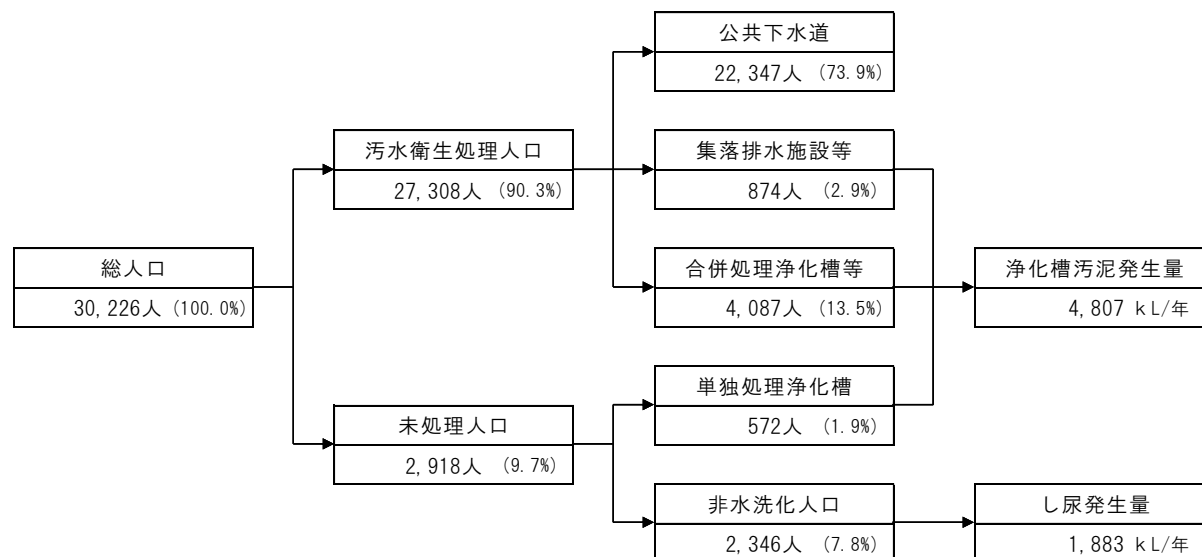 公共下水道
22,347人 (73.9%)
汚水衛生処理人口
27,308人 (90.3%)
集落排水施設等
874人 (2.9%)
総人口
30,226人 (100.0%)
合併処理浄化槽等
4,087人 (13.5%)
浄化槽汚泥発生量
4,807 kL/年
単独処理浄化槽
572人 (1.9%)
未処理人口
2,918人 (9.7%)
非水洗化人口
2,346人 (7.8%)
し尿発生量
1,883 kL/年